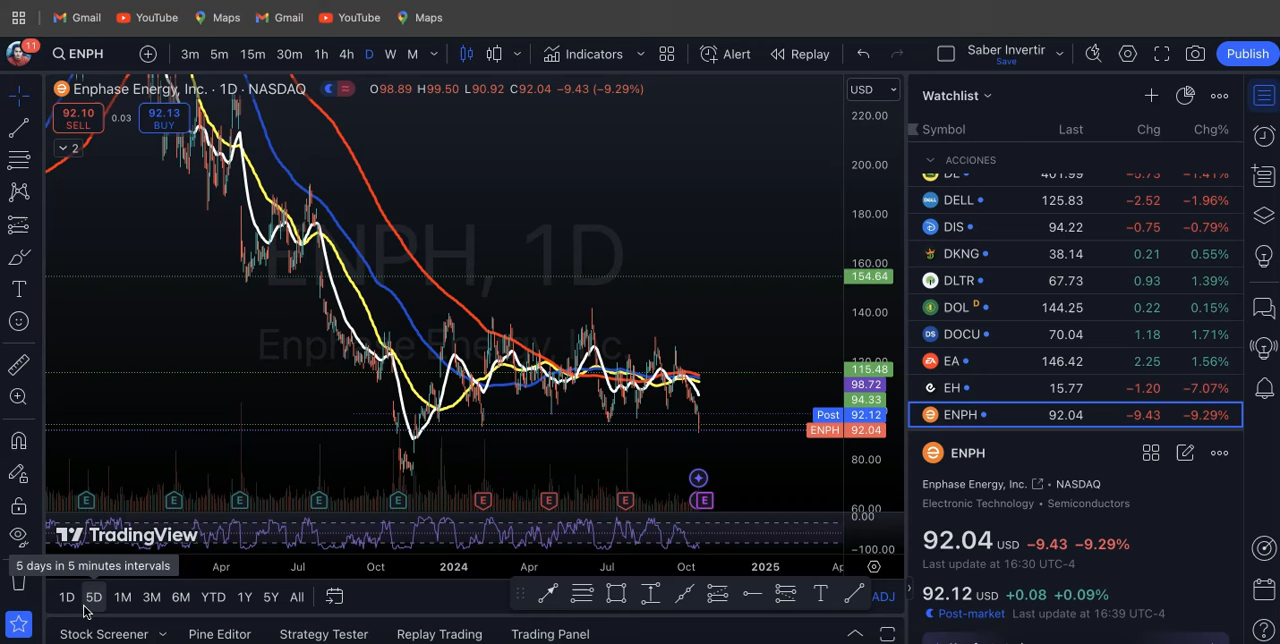 Gmail YouTube Maps Gmail YouTube Maps
11 ENPH 3m 5m 15m 30m 1h 4h D W M Indicators Alert Replay Saber Invertir Save Publish
Enphase Energy, Inc. · 1D · NASDAQ O98.89 H99.50 L90.92 C92.04 −9.43 (−9.29%) USD
92.10 SELL 0.03 92.13 BUY
2
220.00
200.00
180.00
160.00
154.64
140.00
120.00
115.48
98.72
94.33
Post 92.12
ENPH 92.04
80.00
60.00
0.00
−100.00
ENPH, 1D
Enphase Energy, Inc.
E E E E E E E E E
TradingView
5 days in 5 minutes intervals
Apr Jul Oct 2024 Apr Jul Oct 2025
1D 5D 1M 3M 6M YTD 1Y 5Y All ADJ
Stock Screener Pine Editor Strategy Tester Replay Trading Trading Panel
Watchlist
Symbol Last Chg Chg%
ACCIONES
DELL 125.83 −2.52 −1.96%
DIS 94.22 −0.75 −0.79%
DKNG 38.14 0.21 0.55%
DLTR 67.73 0.93 1.39%
DOL D 144.25 0.22 0.15%
DOCU 70.04 1.18 1.71%
EA 146.42 2.25 1.56%
EH 15.77 −1.20 −7.07%
ENPH 92.04 −9.43 −9.29%
ENPH
Enphase Energy, Inc. • NASDAQ
Electronic Technology • Semiconductors
92.04 USD −9.43 −9.29%
Last update at 16:30 UTC-4
92.12 USD +0.08 +0.09%
Post-market Last update at 16:39 UTC-4